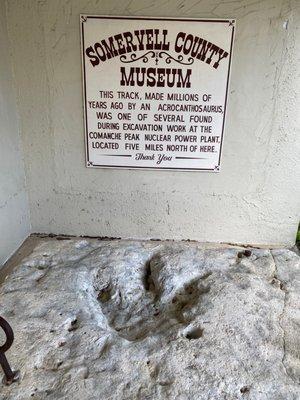 SOMERVELL COUNTY
MUSEUM
THIS TRACK, MADE MILLIONS OF
YEARS AGO BY AN ACROCANTHOSAURUS,
WAS ONE OF SEVERAL FOUND
DURING EXCAVATION WORK AT THE
COMANCHE PEAK NUCLEAR POWER PLANT,
LOCATED FIVE MILES NORTH OF HERE.
Thank You